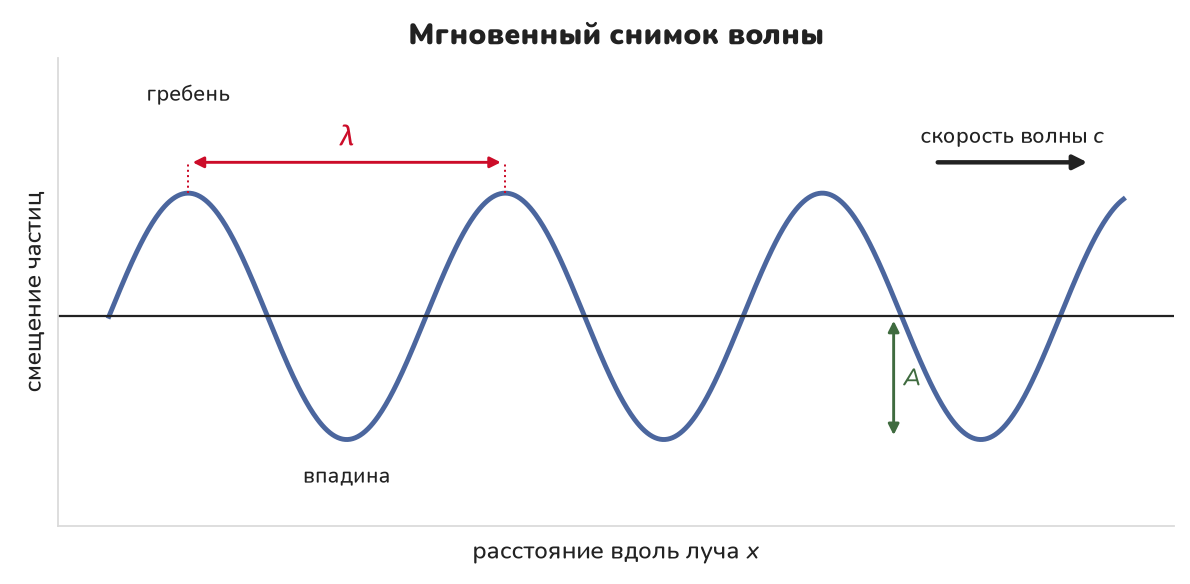 Мгновенный снимок волны
гребень
λ
скорость волны c
смещение частиц
A
впадина
расстояние вдоль луча x